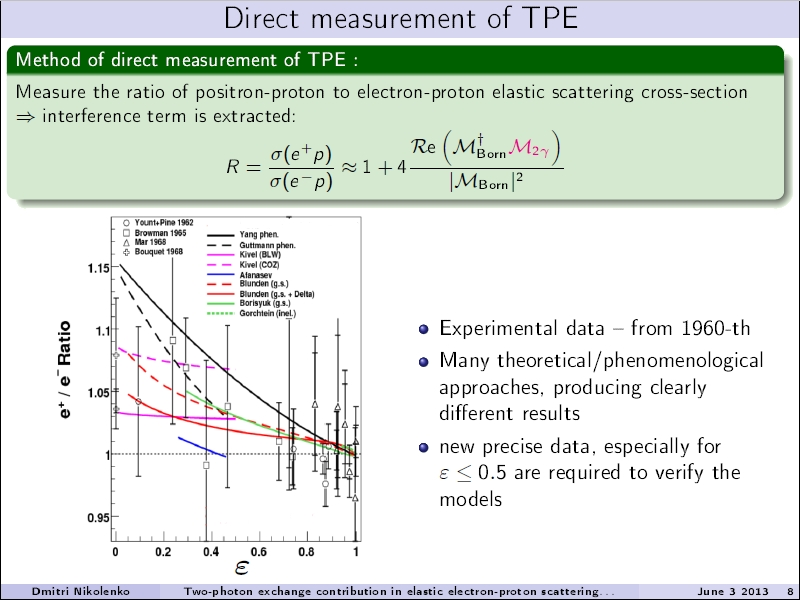 Direct measurement of TPE
Method of direct measurement of TPE :
Measure the ratio of positron-proton to electron-proton elastic scattering cross-section
⇒ interference term is extracted:
R = σ(e⁺p) / σ(e⁻p) ≈ 1 + 4 Re (M†Born M2γ) / |MBorn|²
Yount+Pine 1962
Browman 1965
Mar 1968
Bouquet 1968
Yang phen.
Guttmann phen.
Kivel (BLW)
Kivel (COZ)
Afanasev
Blunden (g.s.)
Blunden (g.s. + Delta)
Borisyuk (g.s.)
Gorchtein (inel.)
e⁺ / e⁻ Ratio
1.15
1.1
1.05
1
0.95
0 0.2 0.4 0.6 0.8 1
ε
Experimental data – from 1960-th
Many theoretical/phenomenological
approaches, producing clearly
different results
new precise data, especially for
ε ≤ 0.5 are required to verify the
models
Dmitri Nikolenko Two-photon exchange contribution in elastic electron-proton scattering... June 3 2013 8